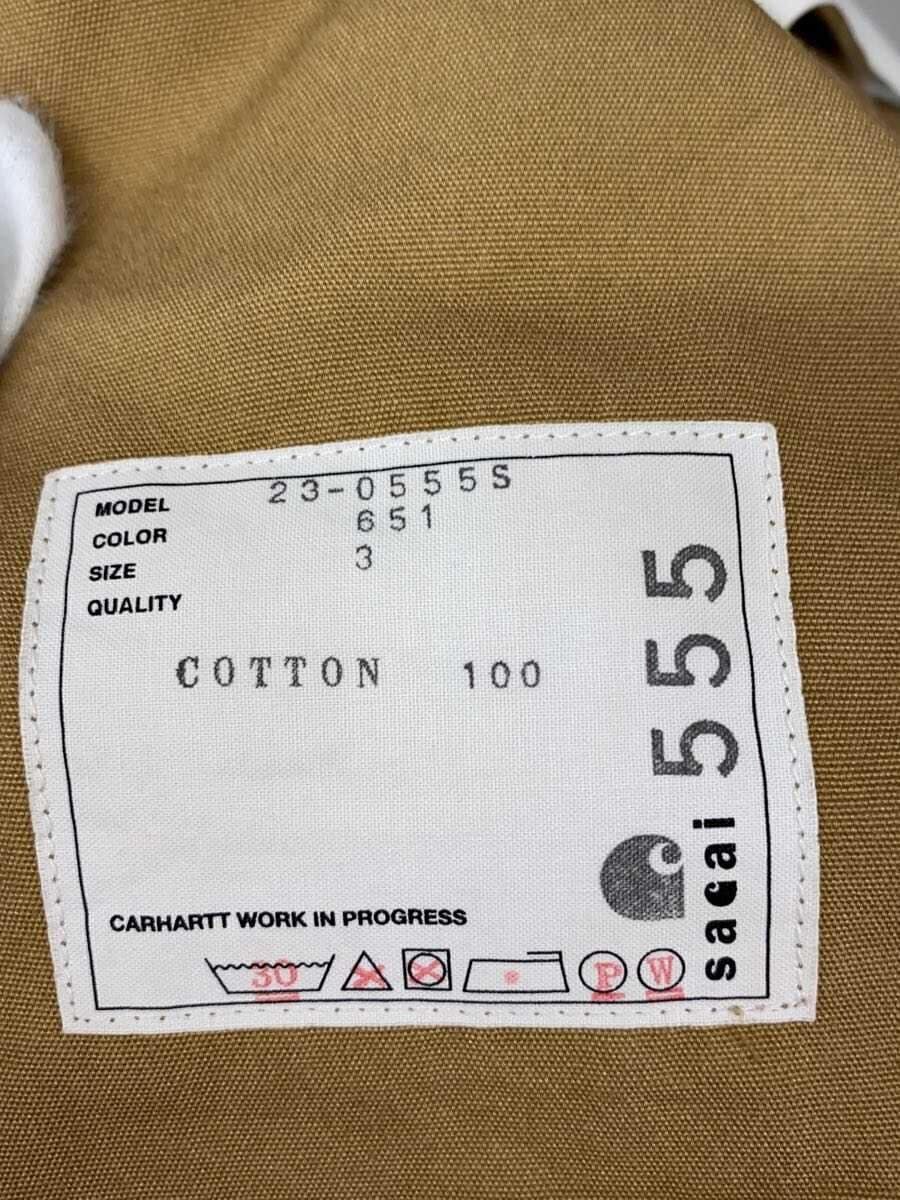 MODEL 23-0555S
COLOR 651
SIZE 3
QUALITY
COTTON 100
CARHARTT WORK IN PROGRESS
30
P
W
sacai 555